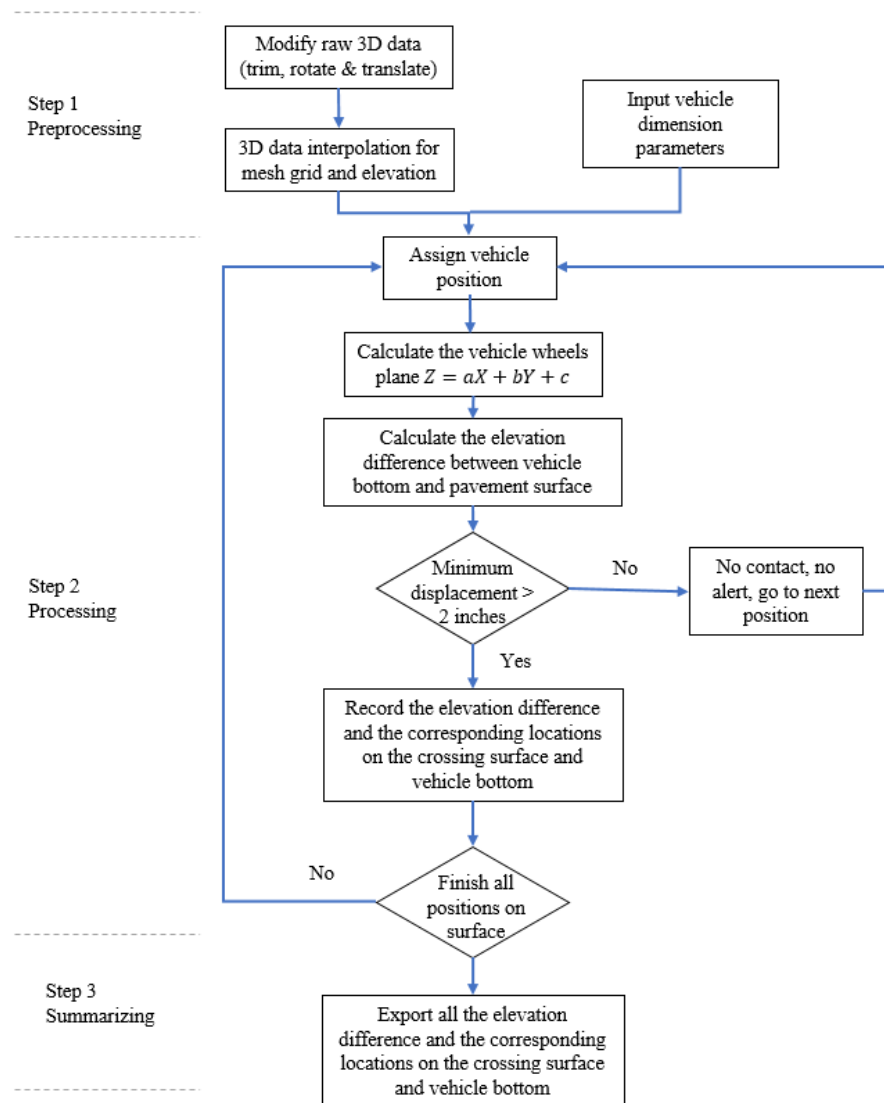 Modify raw 3D data
(trim, rotate & translate)
Step 1
Preprocessing
Input vehicle
dimension
parameters
3D data interpolation for
mesh grid and elevation
Assign vehicle
position
Calculate the vehicle wheels
plane Z = aX + bY + c
Calculate the elevation
difference between vehicle
bottom and pavement surface
Step 2
Processing
Minimum
displacement >
2 inches
No
No contact, no
alert, go to next
position
Yes
Record the elevation difference
and the corresponding locations
on the crossing surface and
vehicle bottom
No
Finish all
positions on
surface
Step 3
Summarizing
Export all the elevation
difference and the corresponding
locations on the crossing surface
and vehicle bottom